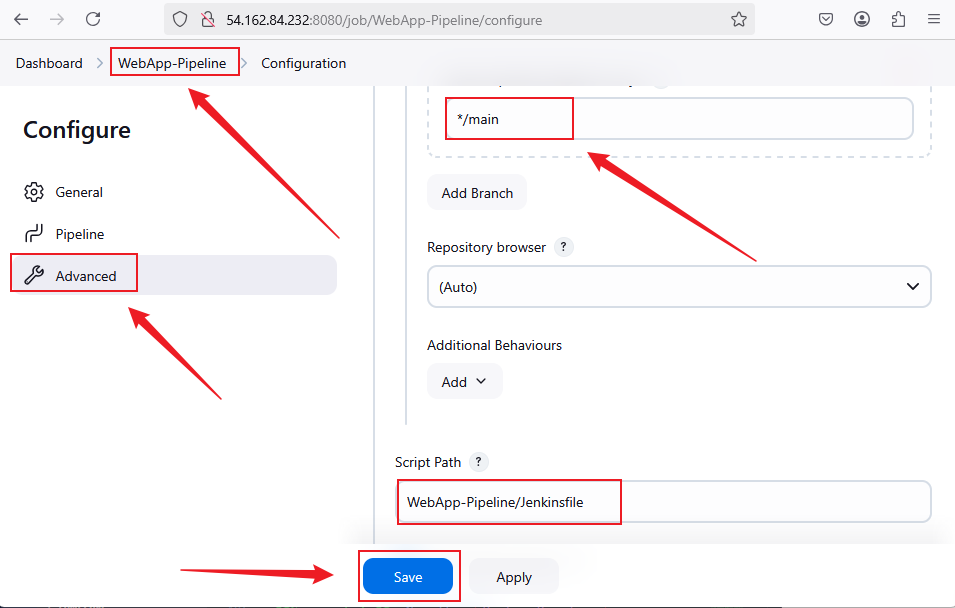 54.162.84.232:8080/job/WebApp-Pipeline/configure
Dashboard > WebApp-Pipeline > Configuration
Configure
General
Pipeline
Advanced
*/main
Add Branch
Repository browser ?
(Auto)
Additional Behaviours
Add
Script Path ?
WebApp-Pipeline/Jenkinsfile
Save
Apply